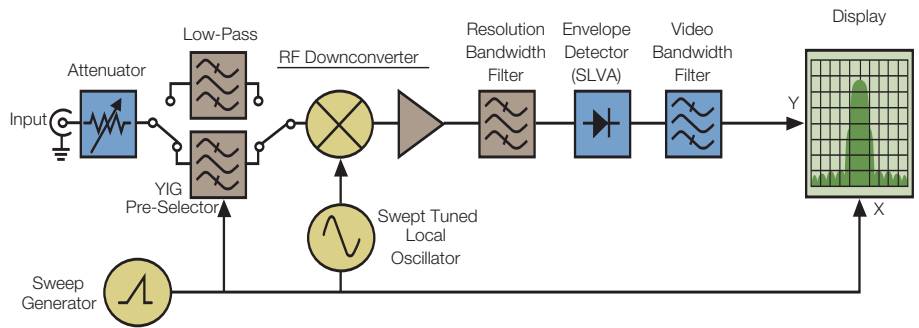 Display
Low-Pass
RF Downconverter
Resolution
Bandwidth
Filter
Envelope
Detector
(SLVA)
Video
Bandwidth
Filter
Attenuator
Input
Y
YIG
Pre-Selector
X
Swept Tuned
Local
Oscillator
Sweep
Generator